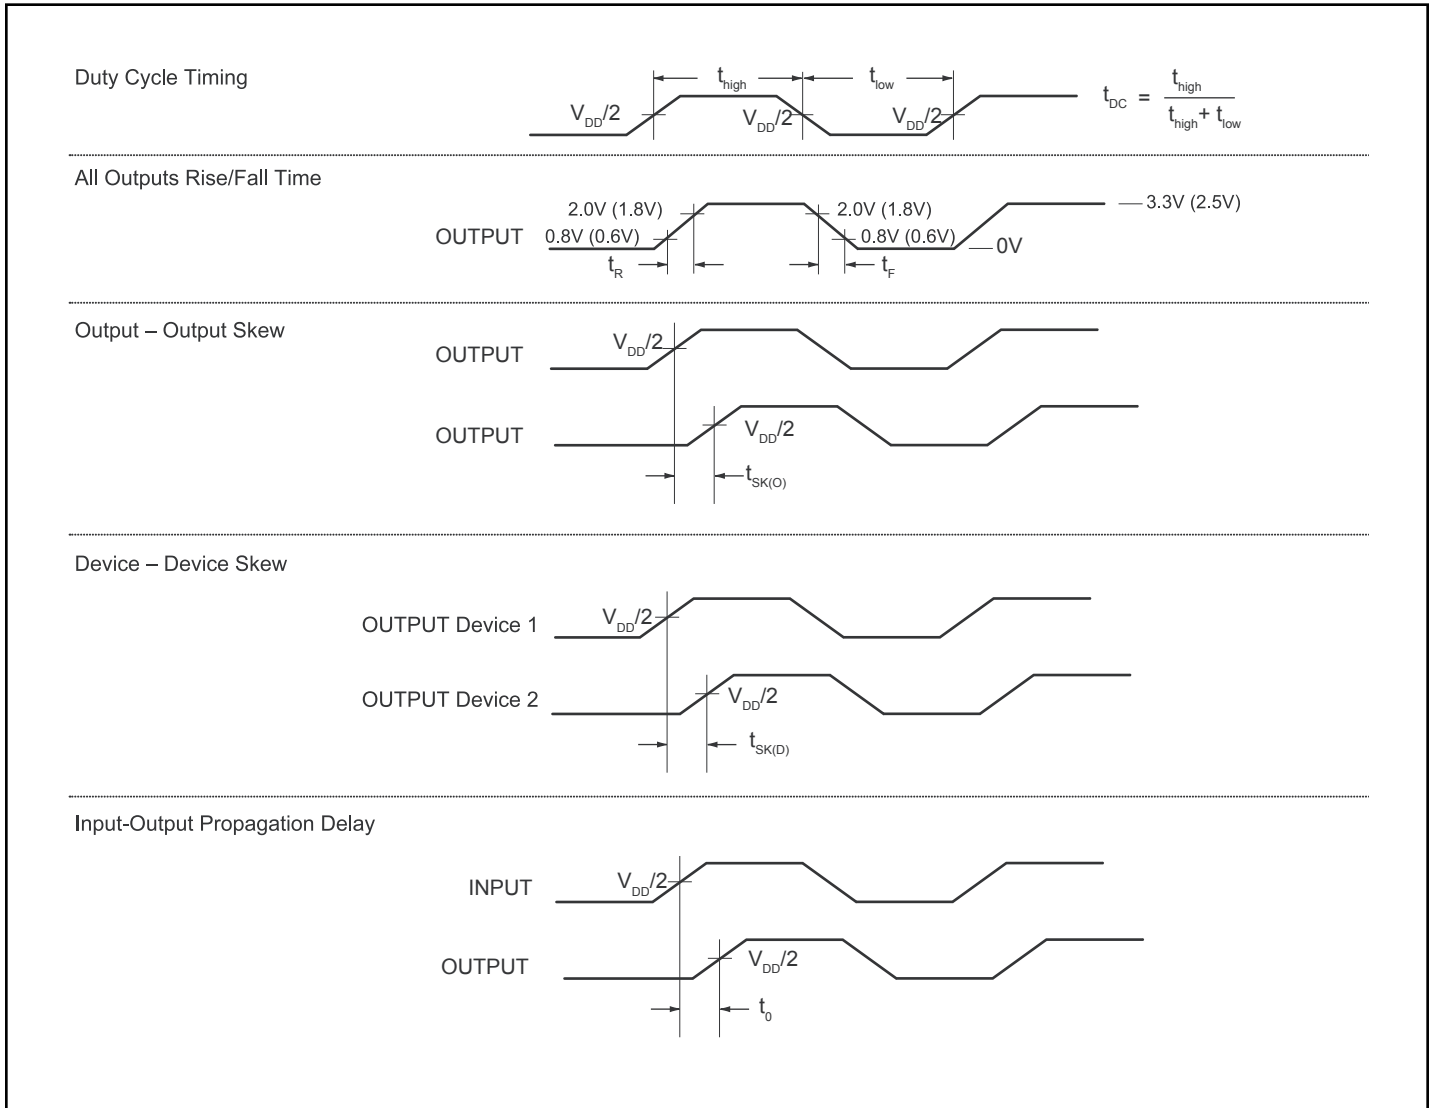 Duty Cycle Timing
t_high
t_low
V_DD/2
V_DD/2
V_DD/2
t_DC = t_high / t_high + t_low
All Outputs Rise/Fall Time
OUTPUT
2.0V (1.8V)
0.8V (0.6V)
2.0V (1.8V)
0.8V (0.6V)
3.3V (2.5V)
0V
t_R
t_F
Output – Output Skew
OUTPUT
V_DD/2
OUTPUT
V_DD/2
t_SK(O)
Device – Device Skew
OUTPUT Device 1
V_DD/2
OUTPUT Device 2
V_DD/2
t_SK(D)
Input-Output Propagation Delay
INPUT
V_DD/2
OUTPUT
V_DD/2
t_0